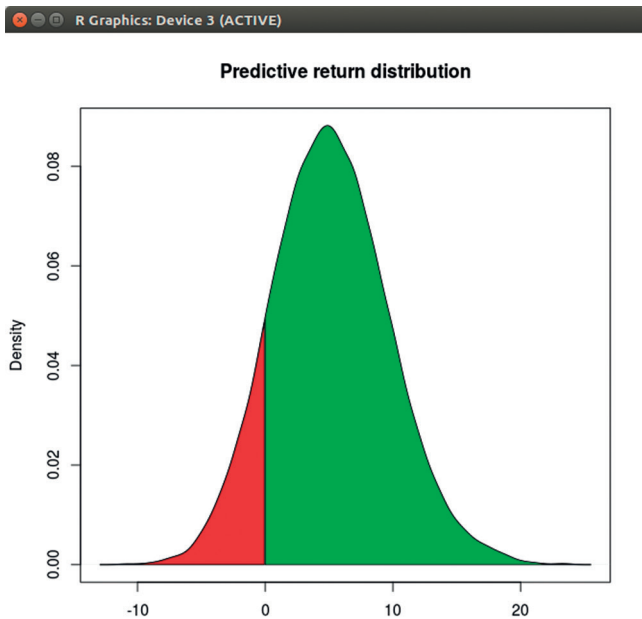 R Graphics: Device 3 (ACTIVE)
Predictive return distribution
Density
0.08
0.06
0.04
0.02
0.00
-10 0 10 20